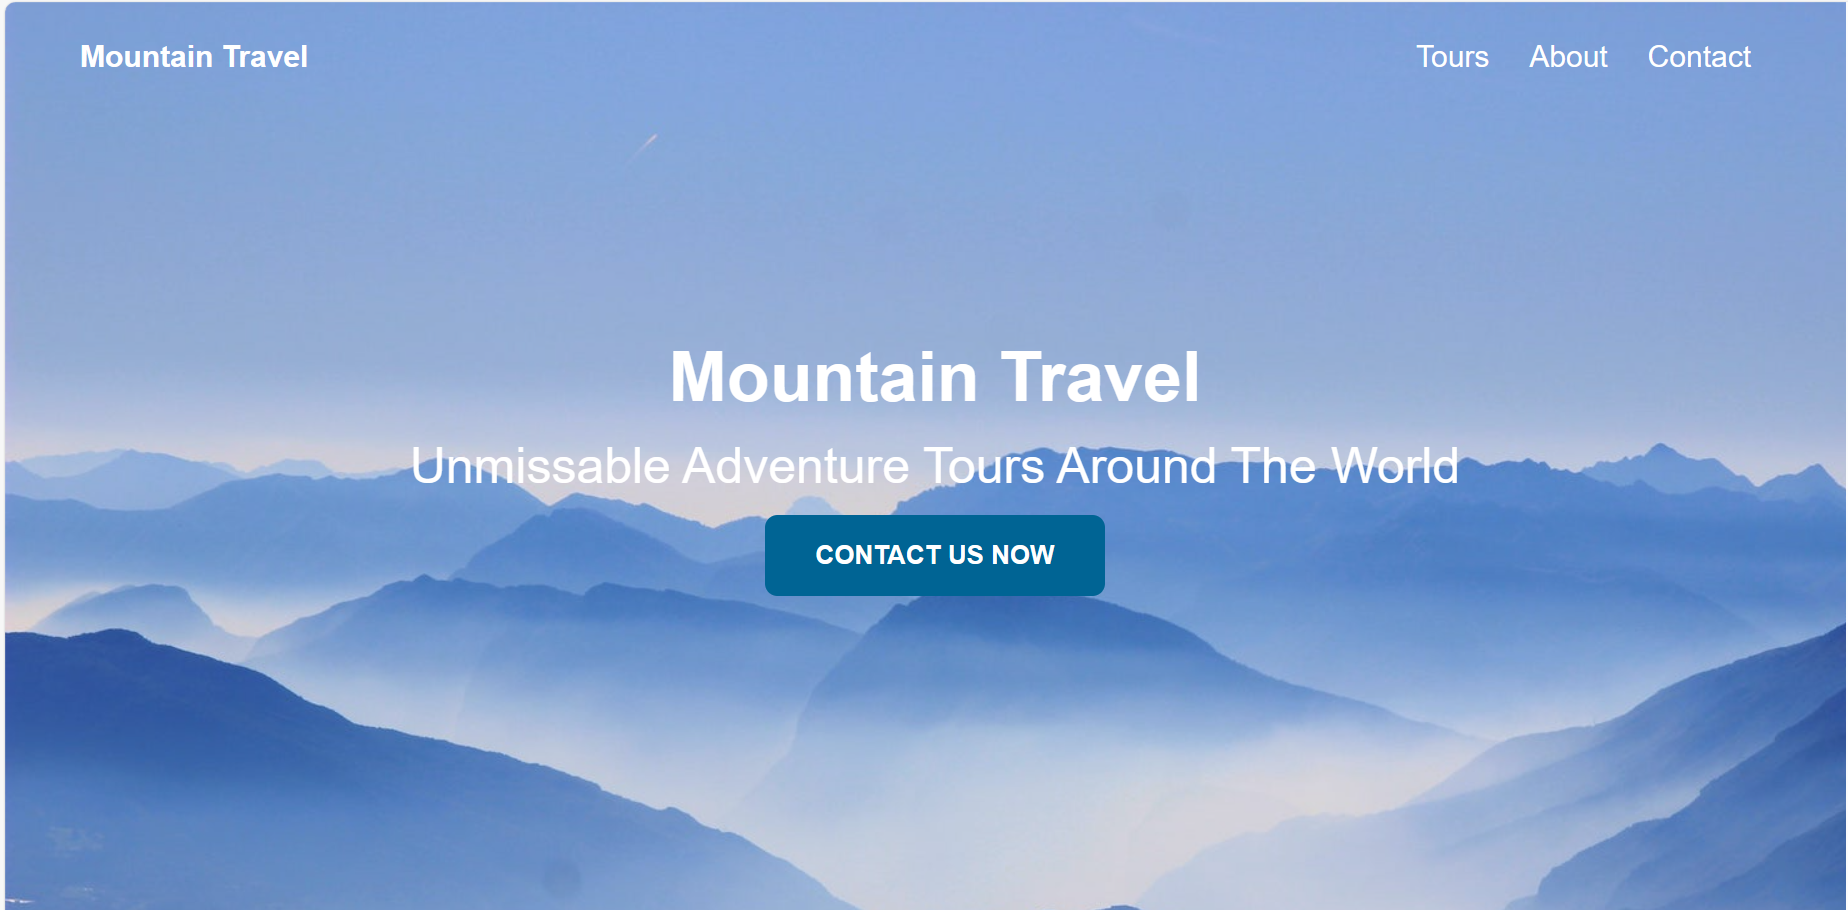 Mountain Travel
Tours About Contact
Mountain Travel
Unmissable Adventure Tours Around The World
CONTACT US NOW